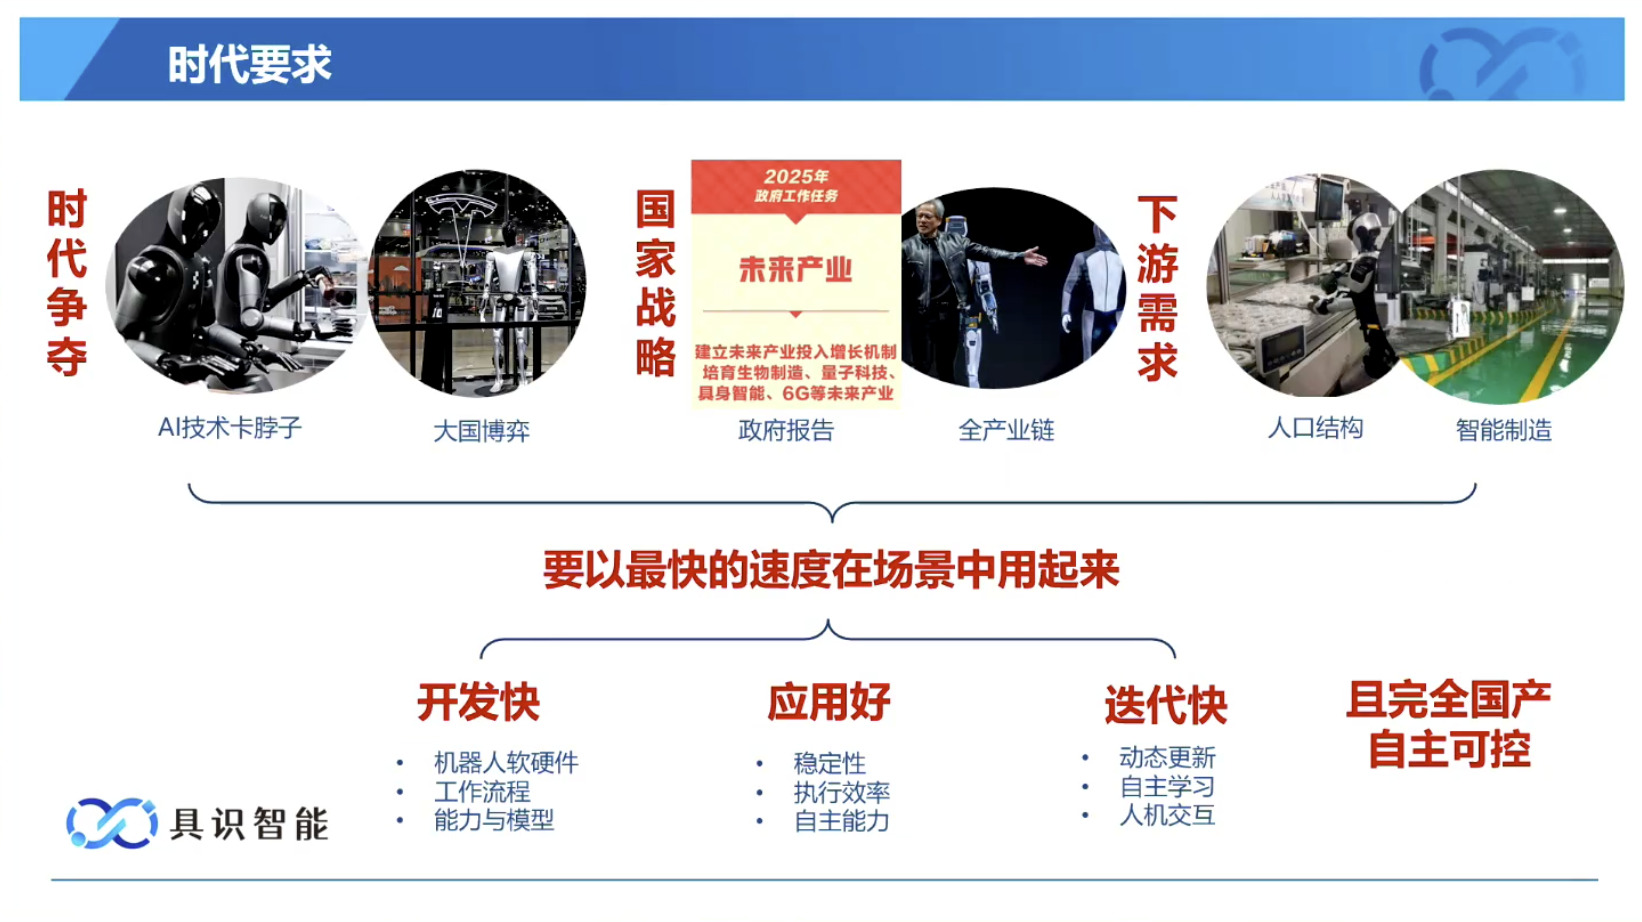 时代要求
时代争夺
AI技术卡脖子
大国博弈
国家战略
2025年
政府工作任务
未来产业
建立未来产业投入增长机制
培育生物制造、量子科技、
具身智能、6G等未来产业
政府报告
全产业链
下游需求
人口结构
智能制造
要以最快的速度在场景中用起来
开发快
• 机器人软硬件
• 工作流程
• 能力与模型
应用好
• 稳定性
• 执行效率
• 自主能力
迭代快
• 动态更新
• 自主学习
• 人机交互
且完全国产
自主可控
具识智能